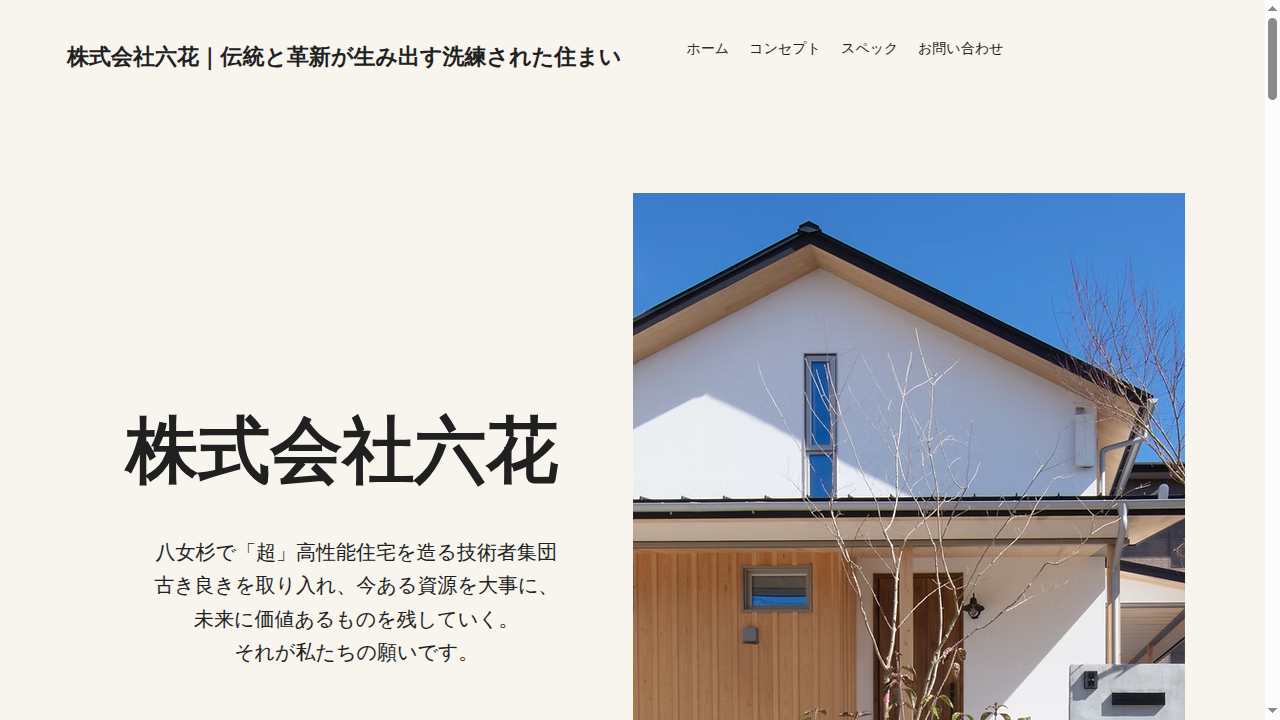 株式会社六花｜伝統と革新が生み出す洗練された住まい
ホーム コンセプト スペック お問い合わせ
株式会社六花
八女杉で「超」高性能住宅を造る技術者集団
古き良きを取り入れ、今ある資源を大事に、
未来に価値あるものを残していく。
それが私たちの願いです。